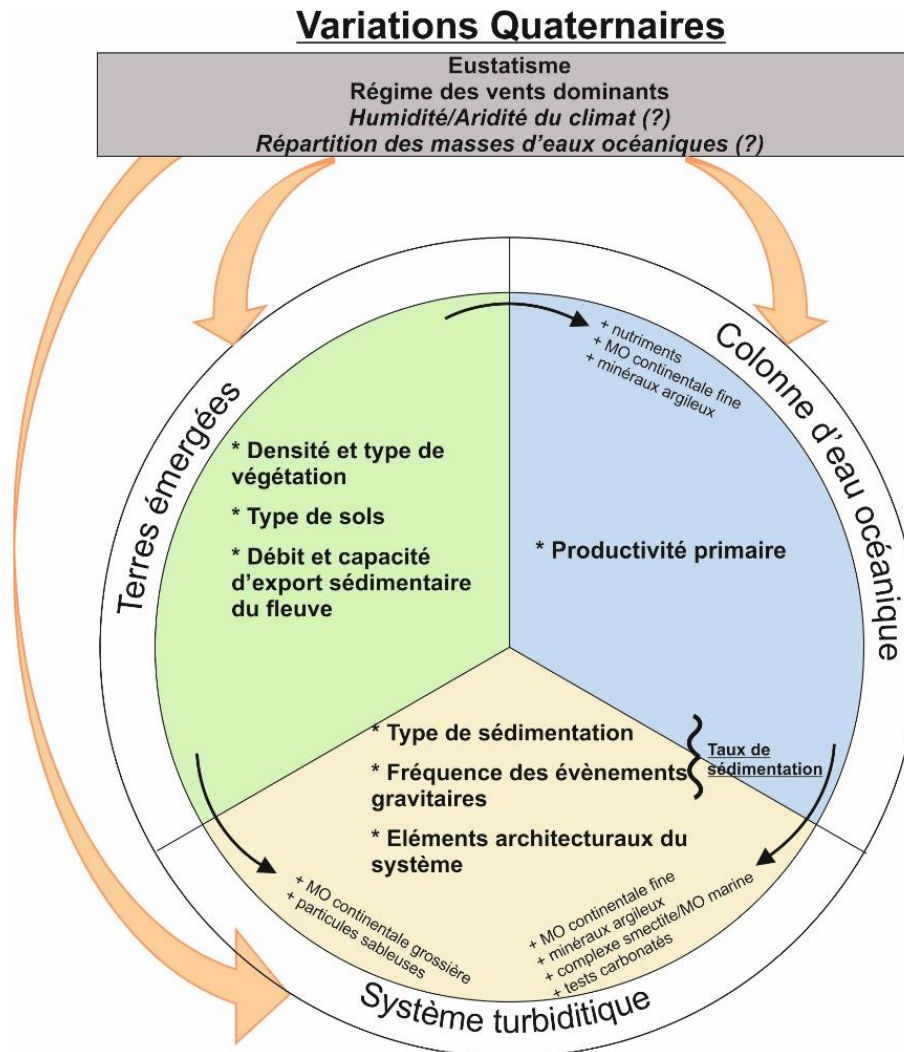 Variations Quaternaires
Eustatisme
Régime des vents dominants
Humidité/Aridité du climat (?)
Répartition des masses d'eaux océaniques (?)
Terres émergées
Colonne d'eau océanique
+ nutriments
+ MO continentale fine
+ minéraux argileux
* Densité et type de
végétation
* Type de sols
* Débit et capacité
d'export sédimentaire
du fleuve
* Productivité primaire
* Type de sédimentation
* Fréquence des évènements
gravitaires
* Eléments architecturaux du
système
Taux de
sédimentation
+ MO continentale grossière
+ particules sableuses
+ MO continentale fine
+ minéraux argileux
+ complexe smectite/MO marine
+ tests carbonatés
Système turbiditique